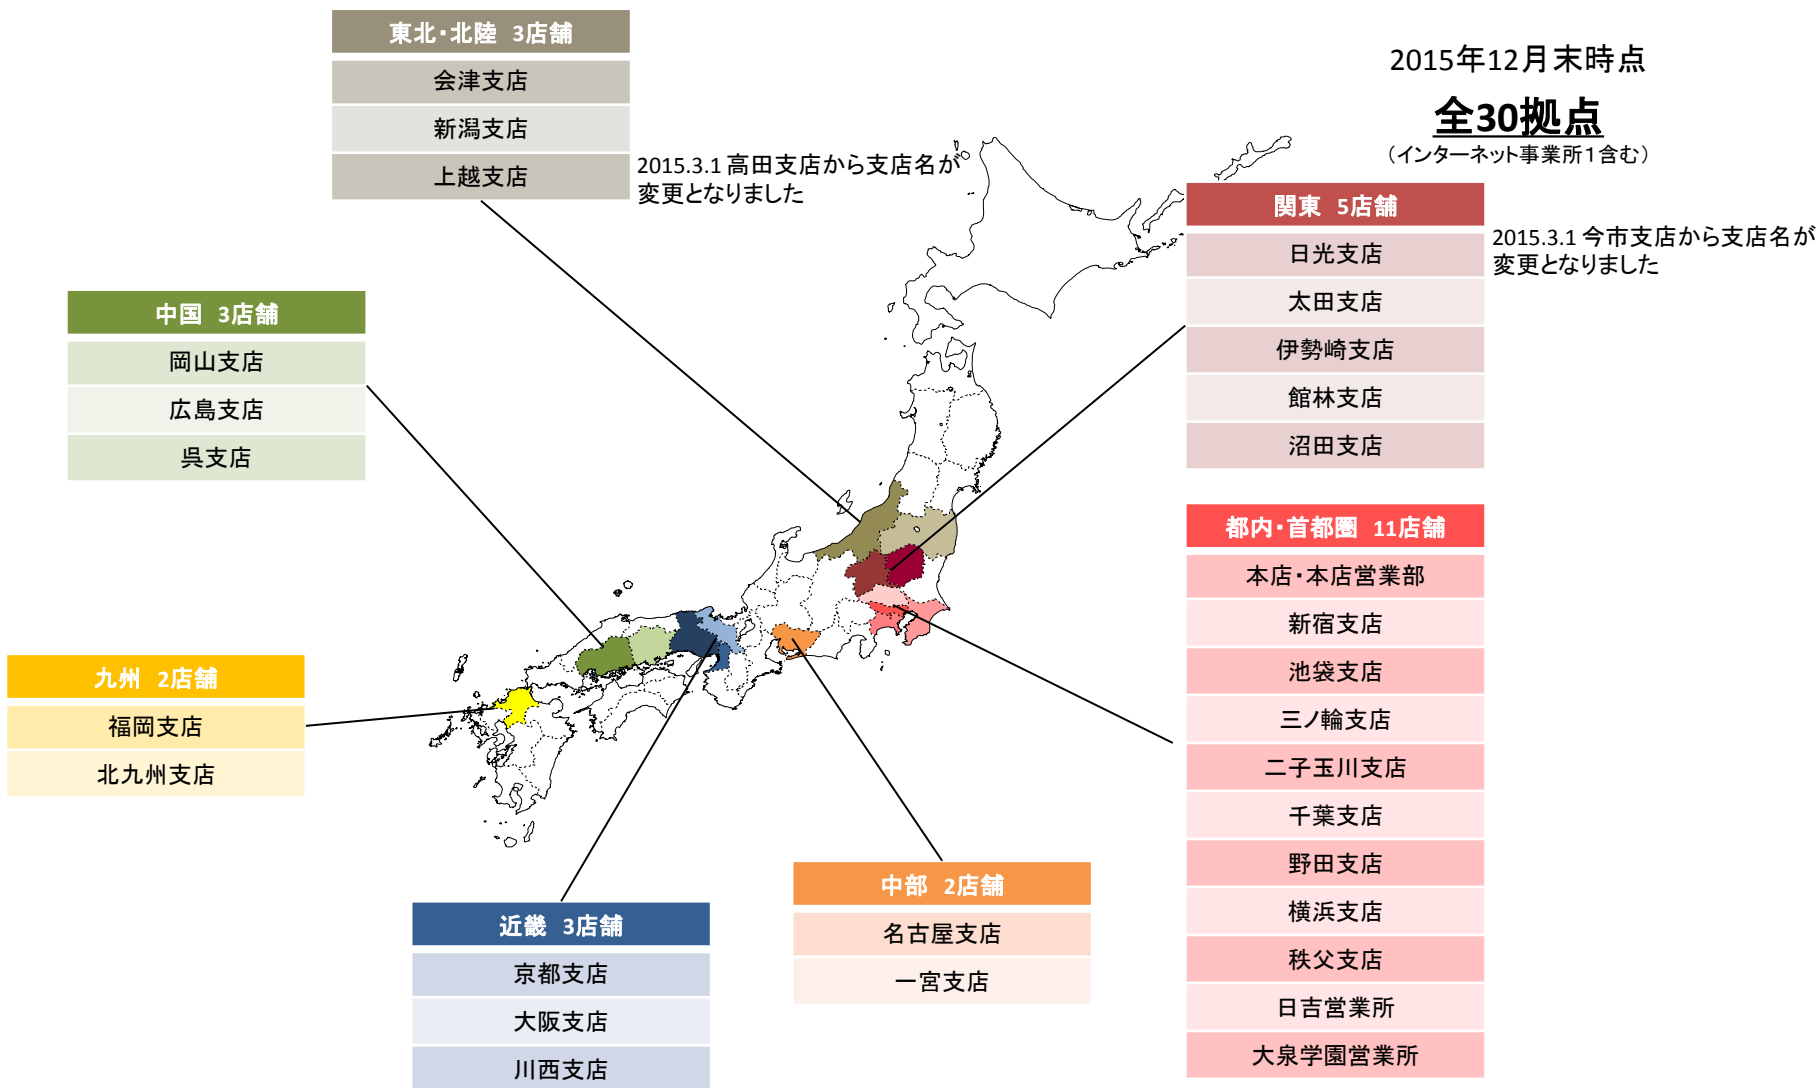 東北・北陸 3店舗
会津支店
新潟支店
上越支店
2015.3.1 高田支店から支店名が
変更となりました
2015年12月末時点
全30拠点
(インターネット事業所1含む)
関東 5店舗
日光支店
太田支店
伊勢崎支店
館林支店
沼田支店
2015.3.1 今市支店から支店名が
変更となりました
中国 3店舗
岡山支店
広島支店
呉支店
都内・首都圏 11店舗
本店・本店営業部
新宿支店
池袋支店
三ノ輪支店
二子玉川支店
千葉支店
野田支店
横浜支店
秩父支店
日吉営業所
大泉学園営業所
九州 2店舗
福岡支店
北九州支店
中部 2店舗
名古屋支店
一宮支店
近畿 3店舗
京都支店
大阪支店
川西支店